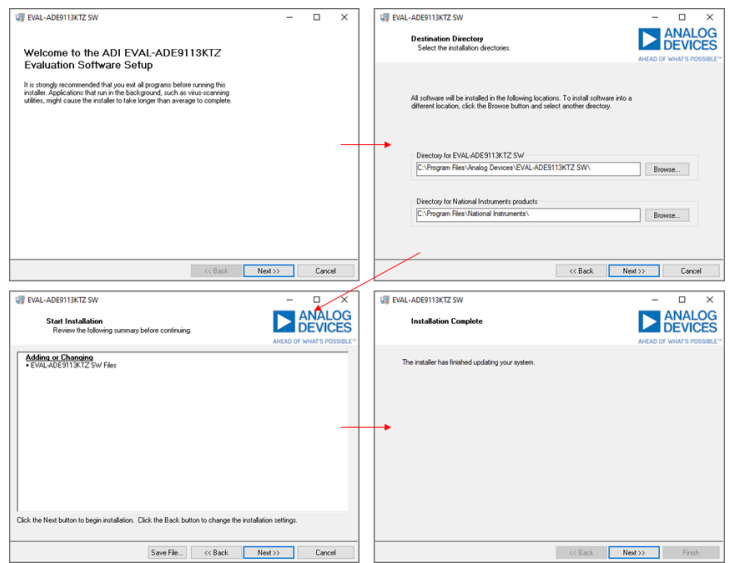 EVAL-ADE9113KTZ SW
Welcome to the ADI EVAL-ADE9113KTZ
Evaluation Software Setup
It is strongly recommended that you exit all programs before running this
installer. Applications that run in the background, such as virus-scanning
utilities, might cause the installer to take longer than average to complete.
<< Back
Next >>
Cancel
EVAL-ADE9113KTZ SW
Destination Directory
Select the installation directories.
ANALOG
DEVICES
AHEAD OF WHAT'S POSSIBLE™
All software will be installed in the following locations. To install software into a
different location, click the Browse button and select another directory.
Directory for EVAL-ADE9113KTZ SW
C:\Program Files\Analog Devices\EVAL-ADE9113KTZ SW\
Browse...
Directory for National Instruments products
C:\Program Files\National Instruments\
Browse...
<< Back
Next >>
Cancel
EVAL-ADE9113KTZ SW
Start Installation
Review the following summary before continuing.
ANALOG
DEVICES
AHEAD OF WHAT'S POSSIBLE™
Adding or Changing
• EVAL-ADE9113KTZ SW Files
Click the Next button to begin installation. Click the Back button to change the installation settings.
Save File...
<< Back
Next >>
Cancel
EVAL-ADE9113KTZ SW
Installation Complete
ANALOG
DEVICES
AHEAD OF WHAT'S POSSIBLE™
The installer has finished updating your system.
<< Back
Next >>
Finish